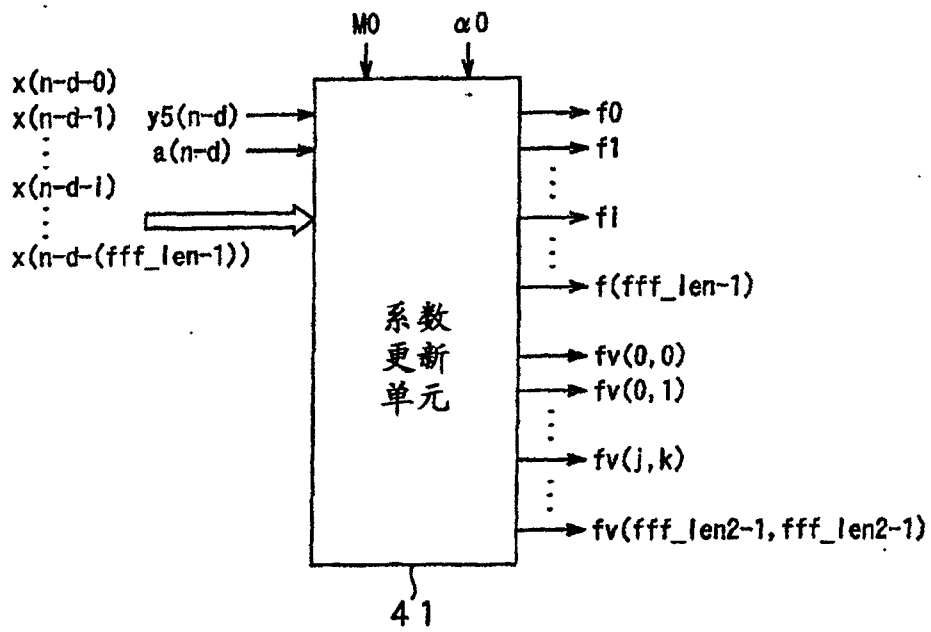 M0 α0
x(n-d-0)
x(n-d-1) y5(n-d) f0
a(n-d) f1
x(n-d-i)
fi
x(n-d-(fff_len-1))
f(fff_len-1)
系数
更新
单元
fv(0,0)
fv(0,1)
fv(j,k)
fv(fff_len2-1,fff_len2-1)
41